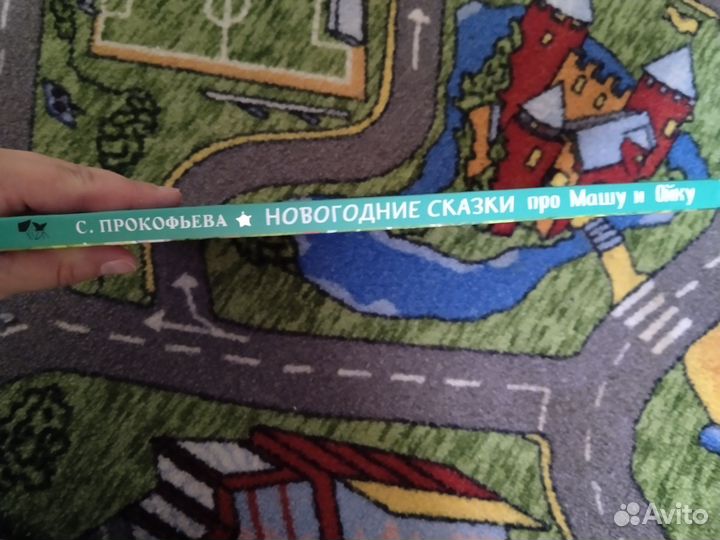 С. ПРОКОФЬЕВА ★ НОВОГОДНИЕ СКАЗКИ про Машу и Ойку
Avito